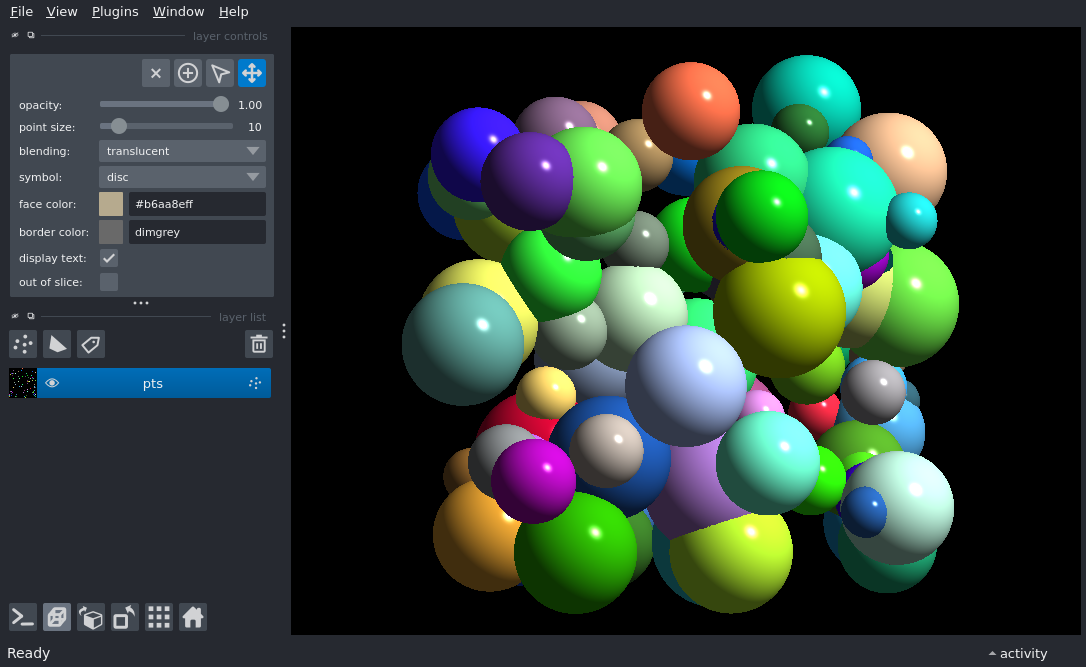 File View Plugins Window Help
layer controls
opacity: 1.00
point size: 10
blending: translucent
symbol: disc
face color: #b6aa8eff
border color: dimgrey
display text:
out of slice:
layer list
pts
Ready activity